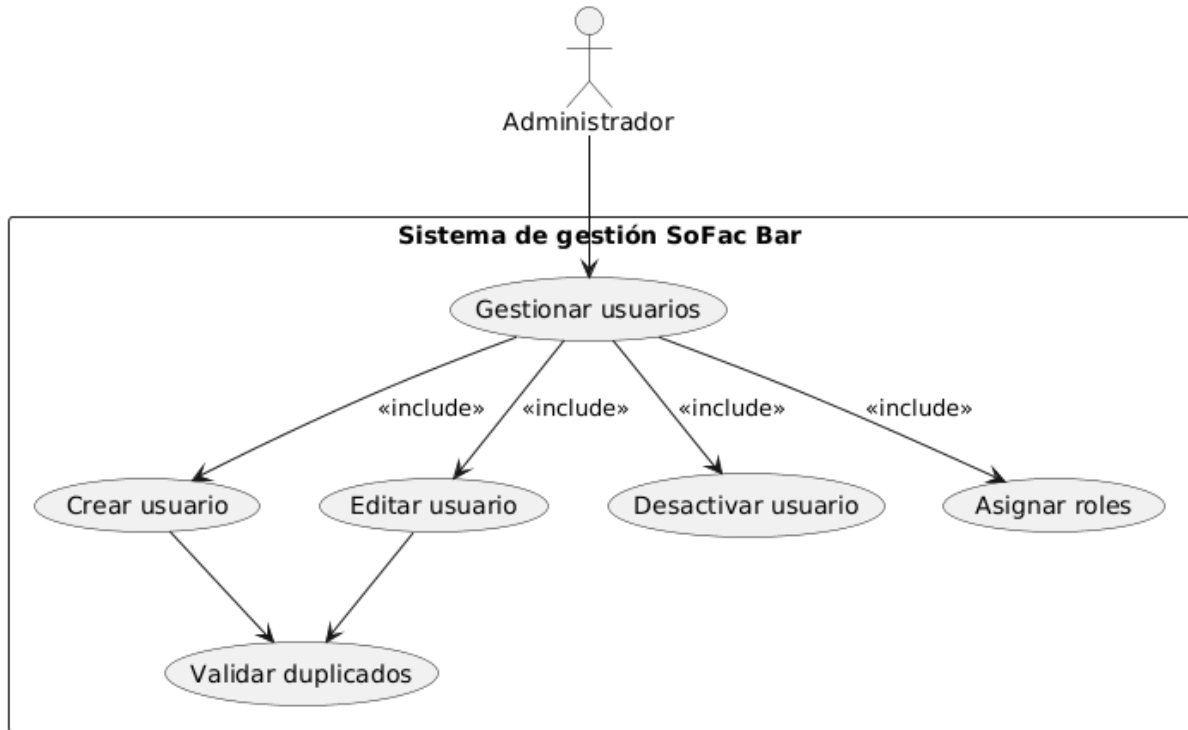 Administrador
Sistema de gestión SoFac Bar
Gestionar usuarios
«include» «include» «include» «include»
Crear usuario Editar usuario Desactivar usuario Asignar roles
Validar duplicados